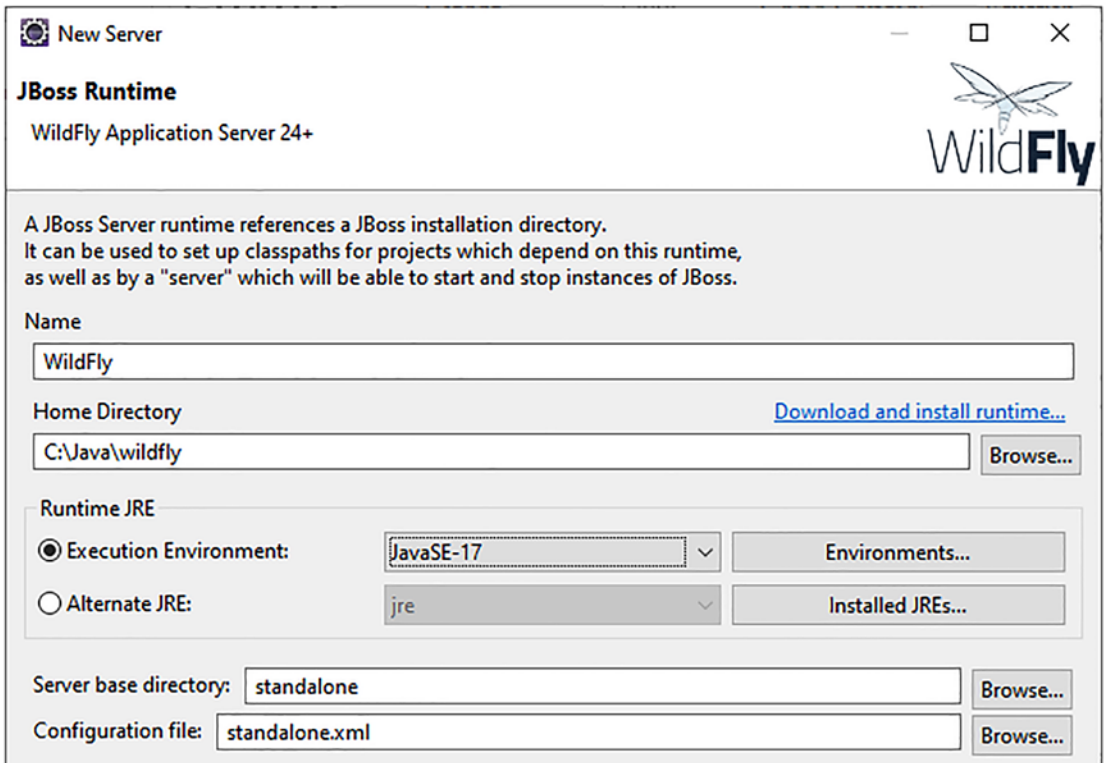 New Server
JBoss Runtime
WildFly Application Server 24+
WildFly
A JBoss Server runtime references a JBoss installation directory.
It can be used to set up classpaths for projects which depend on this runtime,
as well as by a "server" which will be able to start and stop instances of JBoss.
Name
WildFly
Home Directory Download and install runtime...
C:\Java\wildfly Browse...
Runtime JRE
Execution Environment: JavaSE-17 Environments...
Alternate JRE: jre Installed JREs...
Server base directory: standalone Browse...
Configuration file: standalone.xml Browse...